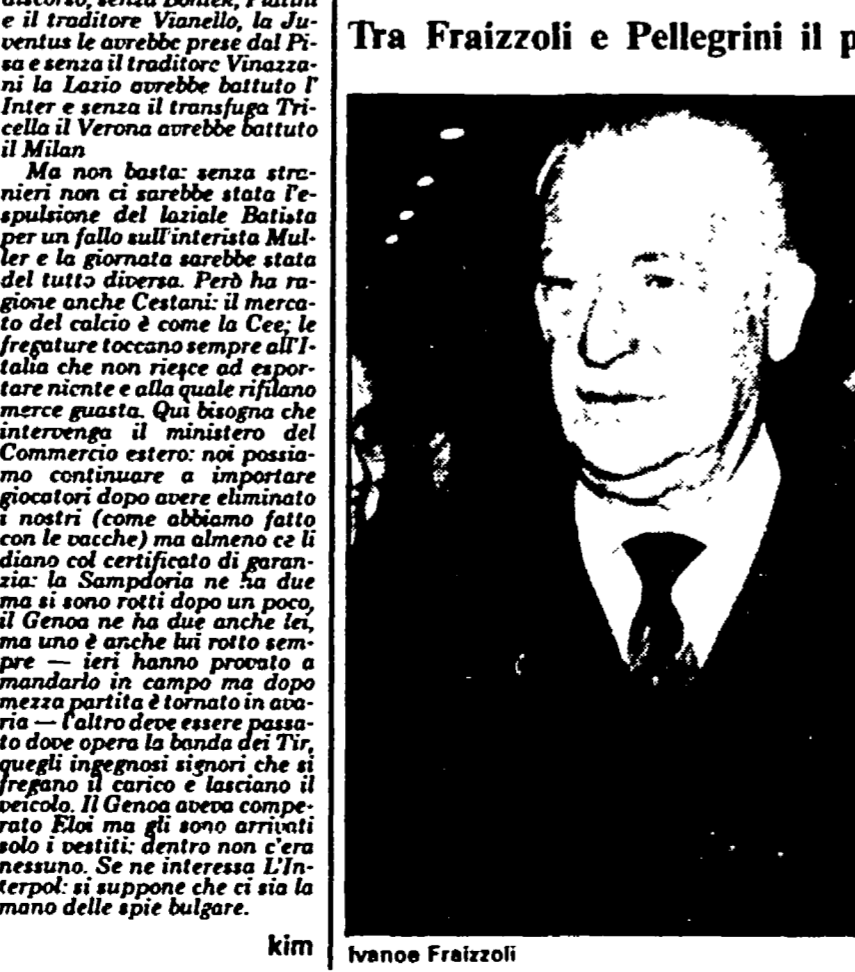 discorso, senza Boniek, Platini
e il traditore Vianello, la Ju-
ventus le avrebbe prese dal Pi-
sa e senza il traditore Vinazza-
ni la Lazio avrebbe battuto l'
Inter e senza il transfuga Tri-
cella il Verona avrebbe battuto
il Milan
Ma non basta: senza stra-
nieri non ci sarebbe stata l'e-
spulsione del laziale Batista
per un fallo sull'interista Mul-
ler e la giornata sarebbe stata
del tutto diversa. Però ha ra-
gione anche Cestani: il merca-
to del calcio è come la Cee; le
fregature toccano sempre all'I-
talia che non riesce ad espor-
tare niente e alla quale rifilano
merce guasta. Qui bisogna che
intervenga il ministero del
Commercio estero: noi possia-
mo continuare a importare
giocatori dopo avere eliminato
i nostri (come abbiamo fatto
con le vacche) ma almeno ce li
diano col certificato di garan-
zia: la Sampdoria ne ha due
ma si sono rotti dopo un poco,
il Genoa ne ha due anche lei,
ma uno è anche lui rotto sem-
pre — ieri hanno provato a
mandarlo in campo ma dopo
mezza partita è tornato in ava-
ria — l'altro deve essere passa-
to dove opera la banda dei Tir,
quegli ingegnosi signori che si
fregano il carico e lasciano il
veicolo. Il Genoa aveva compe-
rato Eloi ma gli sono arrivati
solo i vestiti: dentro non c'era
nessuno. Se ne interessa L'In-
terpol: si suppone che ci sia la
mano delle spie bulgare.
kim
Tra Fraizzoli e Pellegrini il p
Ivanoe Fraizzoli